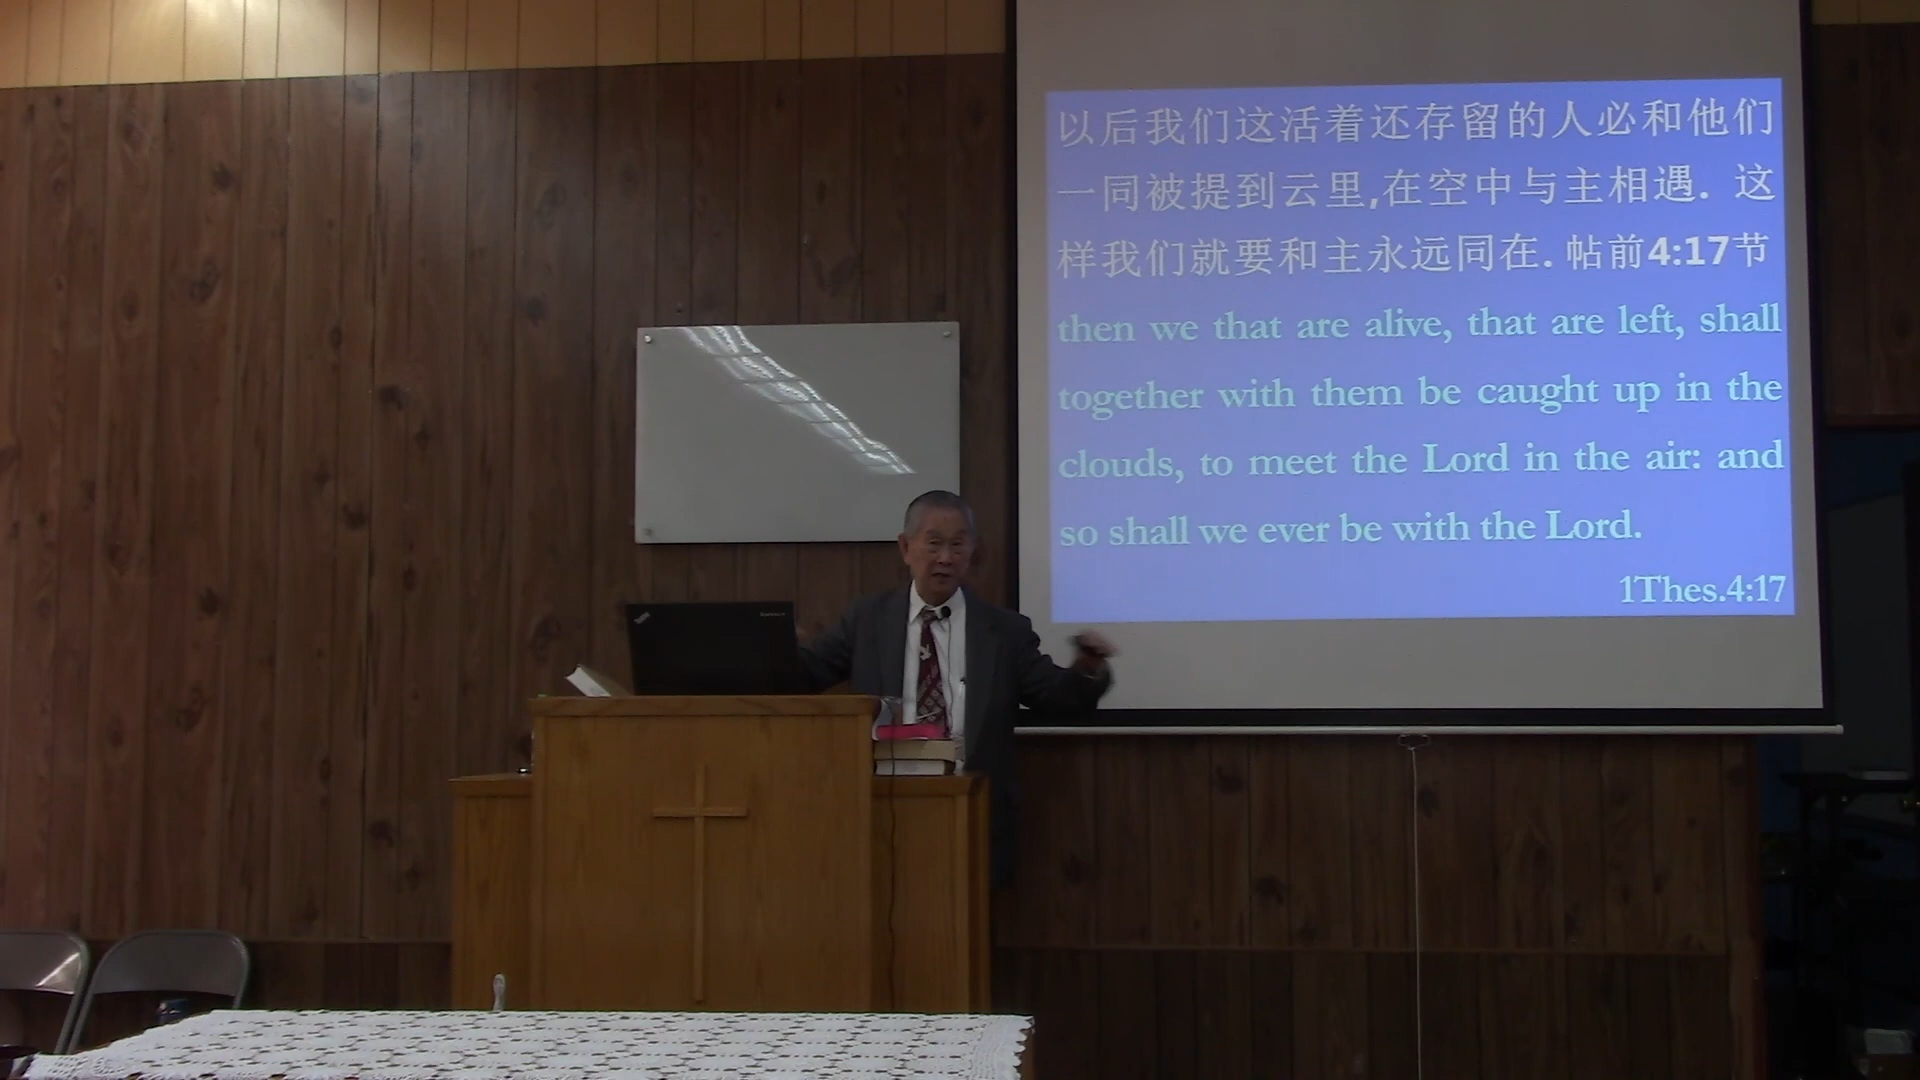 以后我们这活着还存留的人必和他们
一同被提到云里,在空中与主相遇. 这
样我们就要和主永远同在. 帖前4:17节
then we that are alive, that are left, shall
together with them be caught up in the
clouds, to meet the Lord in the air: and
so shall we ever be with the Lord.
1Thes.4:17